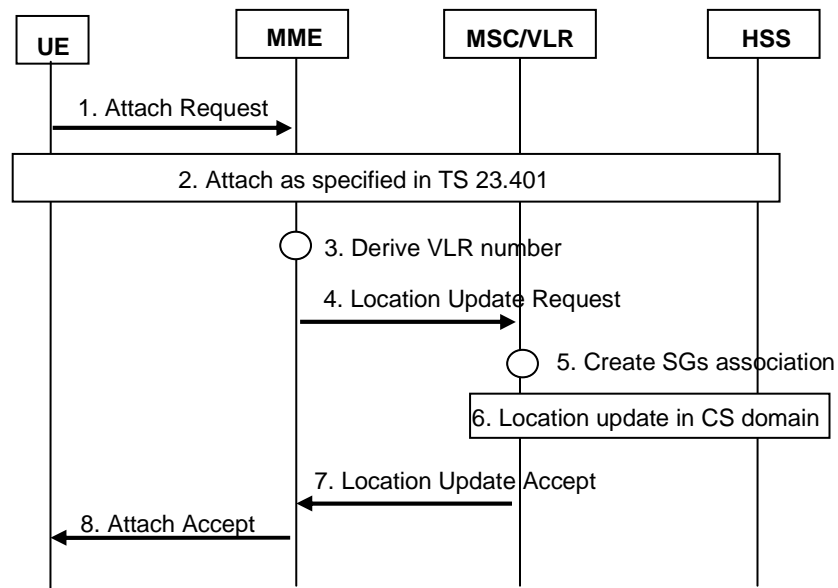 UE
MME
MSC/VLR
HSS
1. Attach Request
2. Attach as specified in TS 23.401
3. Derive VLR number
4. Location Update Request
5. Create SGs association
6. Location update in CS domain
7. Location Update Accept
8. Attach Accept